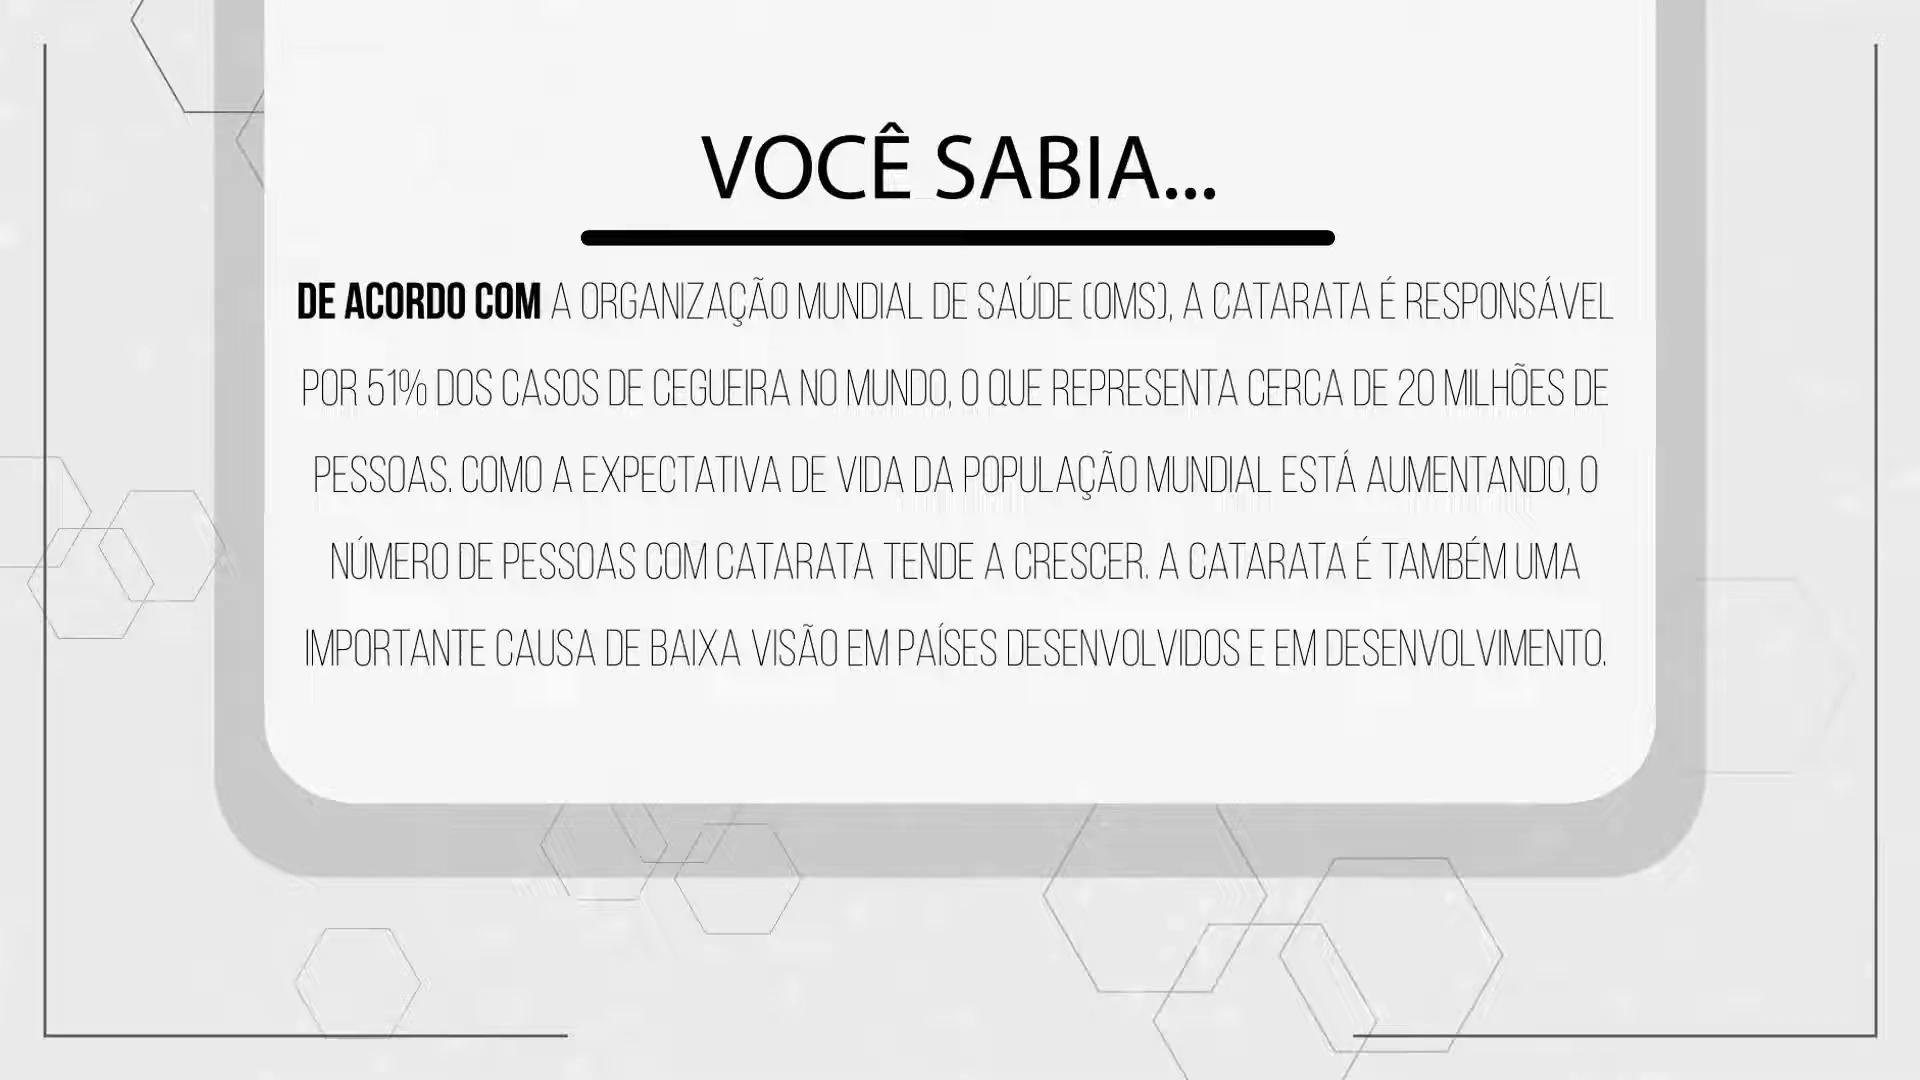 VOCÊ SABIA...
DE ACORDO COM A ORGANIZAÇÃO MUNDIAL DE SAÚDE (OMS), A CATARATA É RESPONSÁVEL
POR 51% DOS CASOS DE CEGUEIRA NO MUNDO, O QUE REPRESENTA CERCA DE 20 MILHÕES DE
PESSOAS. COMO A EXPECTATIVA DE VIDA DA POPULAÇÃO MUNDIAL ESTÁ AUMENTANDO, O
NÚMERO DE PESSOAS COM CATARATA TENDE A CRESCER. A CATARATA É TAMBÉM UMA
IMPORTANTE CAUSA DE BAIXA VISÃO EM PAÍSES DESENVOLVIDOS E EM DESENVOLVIMENTO.